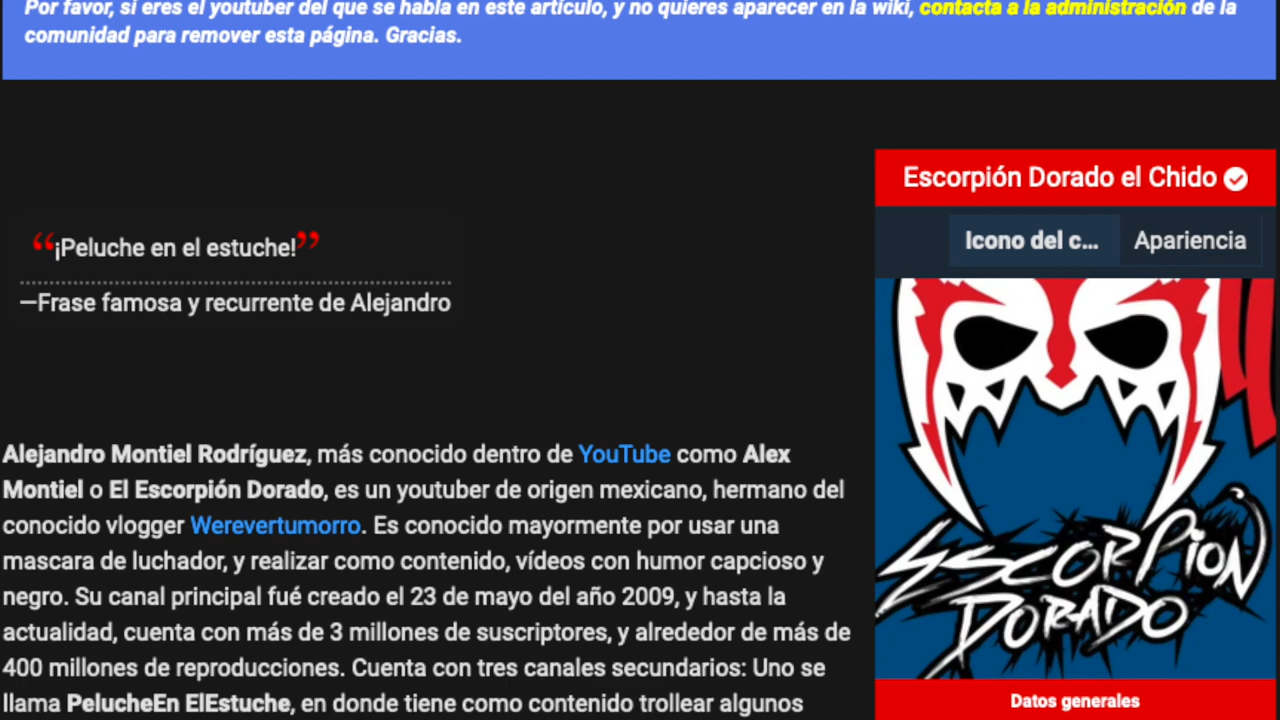 Por favor, si eres el youtuber del que se habla en este artículo, y no quieres aparecer en la wiki, contacta a la administración de la
comunidad para remover esta página. Gracias.
Escorpión Dorado el Chido
Icono del c... Apariencia
“¡Peluche en el estuche!”
—Frase famosa y recurrente de Alejandro
Alejandro Montiel Rodríguez, más conocido dentro de YouTube como Alex
Montiel o El Escorpión Dorado, es un youtuber de origen mexicano, hermano del
conocido vlogger Werevertumorro. Es conocido mayormente por usar una
mascara de luchador, y realizar como contenido, vídeos con humor capcioso y
negro. Su canal principal fué creado el 23 de mayo del año 2009, y hasta la
actualidad, cuenta con más de 3 millones de suscriptores, y alrededor de más de
400 millones de reproducciones. Cuenta con tres canales secundarios: Uno se
llama PelucheEn ElEstuche, en donde tiene como contenido trollear algunos
ESCORPIÓN
DORADO
Datos generales